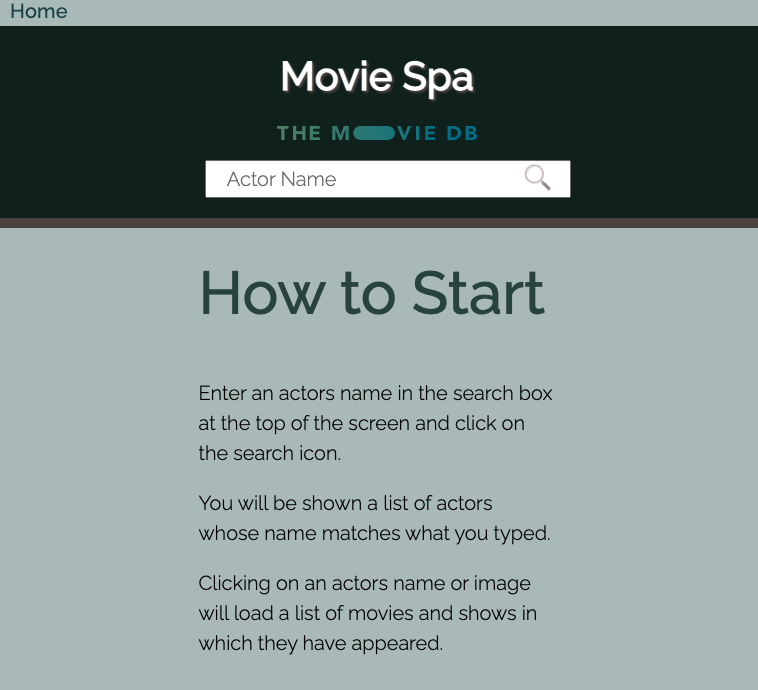 Home
Movie Spa
THE MOVIE DB
Actor Name
How to Start
Enter an actors name in the search box
at the top of the screen and click on
the search icon.
You will be shown a list of actors
whose name matches what you typed.
Clicking on an actors name or image
will load a list of movies and shows in
which they have appeared.